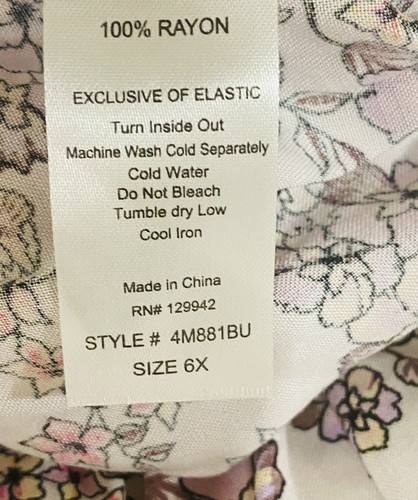 100% RAYON
EXCLUSIVE OF ELASTIC
Turn Inside Out
Machine Wash Cold Separately
Cold Water
Do Not Bleach
Tumble dry Low
Cool Iron
Made in China
RN# 129942
STYLE # 4M881BU
SIZE 6X